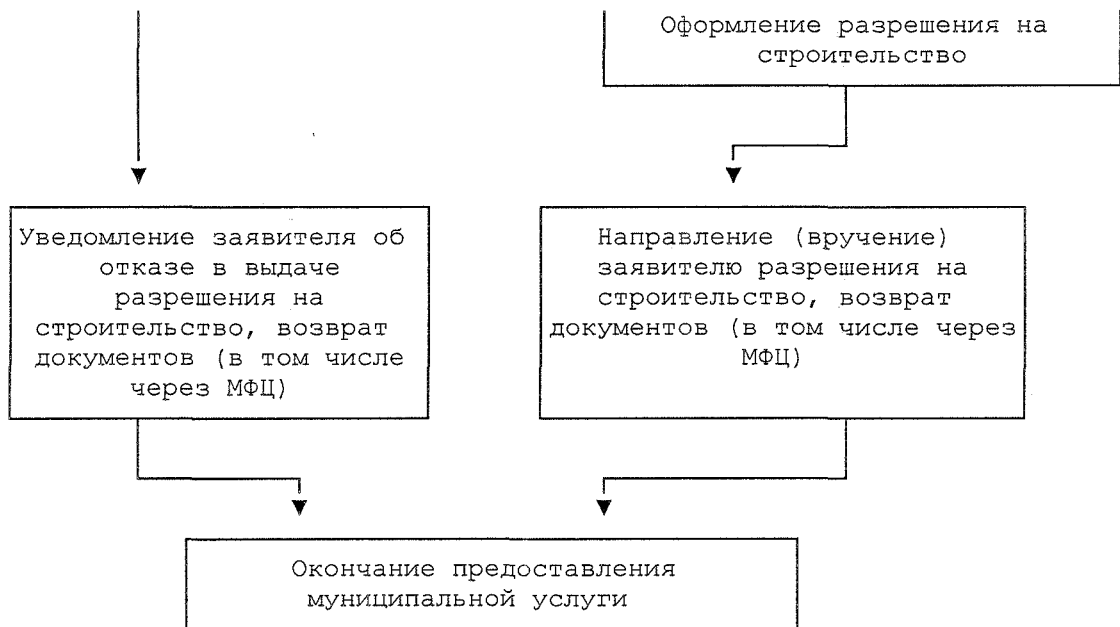 Оформление разрешения на
строительство
Уведомление заявителя об
отказе в выдаче
разрешения на
строительство, возврат
документов (в том числе
через МФЦ)
Направление (вручение)
заявителю разрешения на
строительство, возврат
документов (в том числе через
МФЦ)
Окончание предоставления
муниципальной услуги